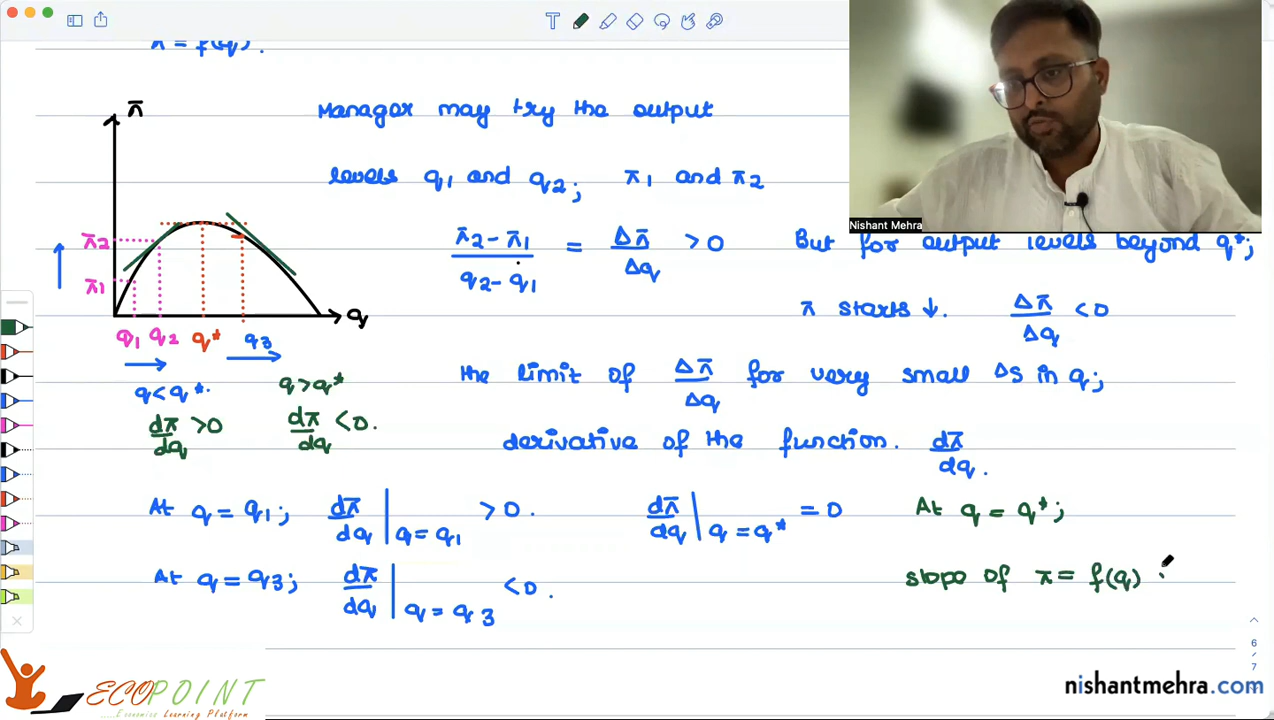 π = f(q).
π
Manager may try the output
levels q1 and q2; π1 and π2
Nishant Mehra
π2
π1
π2 - π1 / q2 - q1 = Δπ / Δq > 0
But for output levels beyond q*;
π starts ↓. Δπ / Δq < 0
q1 q2 q* q3 q
the limit of Δπ / Δq for very small Δs in q;
q < q*. q > q*
dπ/dq > 0 dπ/dq < 0.
derivative of the function. dπ/dq.
At q = q1; dπ/dq | q = q1 > 0. dπ/dq | q = q* = 0 At q = q*;
At q = q3; dπ/dq | q = q3 < 0. slope of π = f(q)
6
/
7
ECOPOINT
....Economics Learning Platform
nishantmehra.com